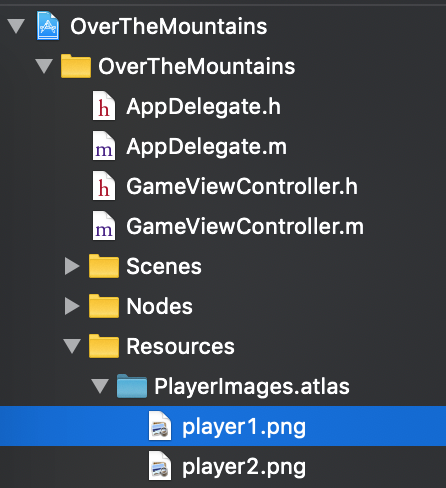 OverTheMountains
OverTheMountains
h AppDelegate.h
m AppDelegate.m
h GameViewController.h
m GameViewController.m
Scenes
Nodes
Resources
PlayerImages.atlas
player1.png
player2.png